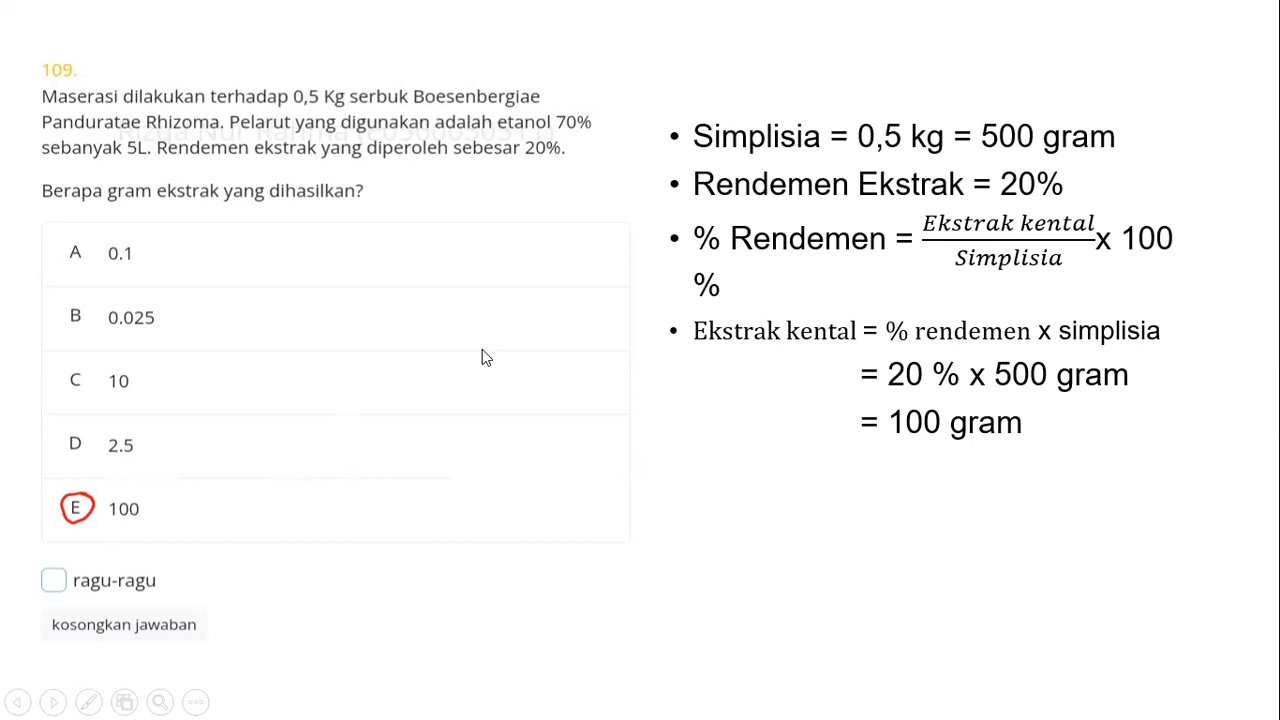 109.
Maserasi dilakukan terhadap 0,5 Kg serbuk Boesenbergiae
Panduratae Rhizoma. Pelarut yang digunakan adalah etanol 70%
sebanyak 5L. Rendemen ekstrak yang diperoleh sebesar 20%.
Berapa gram ekstrak yang dihasilkan?
A 0.1
B 0.025
C 10
D 2.5
E 100
ragu-ragu
kosongkan jawaban
• Simplisia = 0,5 kg = 500 gram
• Rendemen Ekstrak = 20%
• % Rendemen = Ekstrak kental / Simplisia x 100
%
• Ekstrak kental = % rendemen x simplisia
= 20 % x 500 gram
= 100 gram